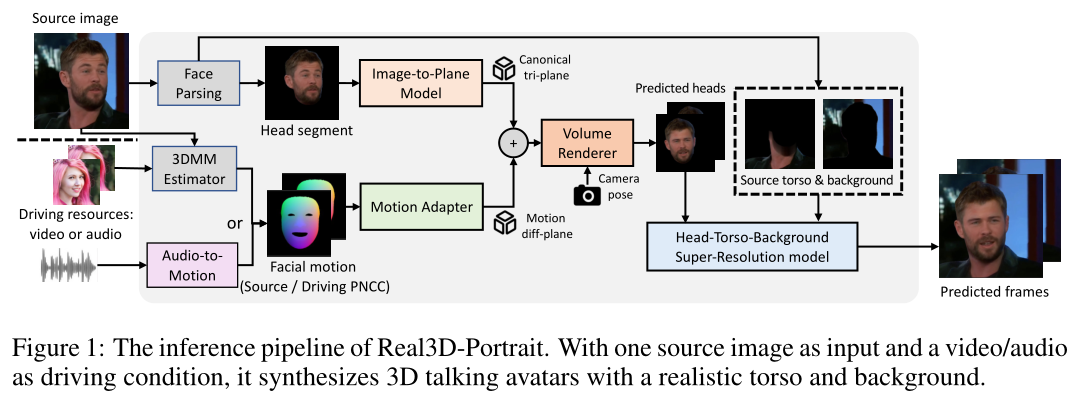 Source image
Face
Parsing
Head segment
Image-to-Plane
Model
Canonical
tri-plane
Predicted heads
+
Volume
Renderer
Camera
pose
Source torso & background
3DMM
Estimator
Driving resources:
video or audio
or
Audio-to-
Motion
Facial motion
(Source / Driving PNCC)
Motion Adapter
Motion
diff-plane
Head-Torso-Background
Super-Resolution model
Predicted frames
Figure 1: The inference pipeline of Real3D-Portrait. With one source image as input and a video/audio
as driving condition, it synthesizes 3D talking avatars with a realistic torso and background.